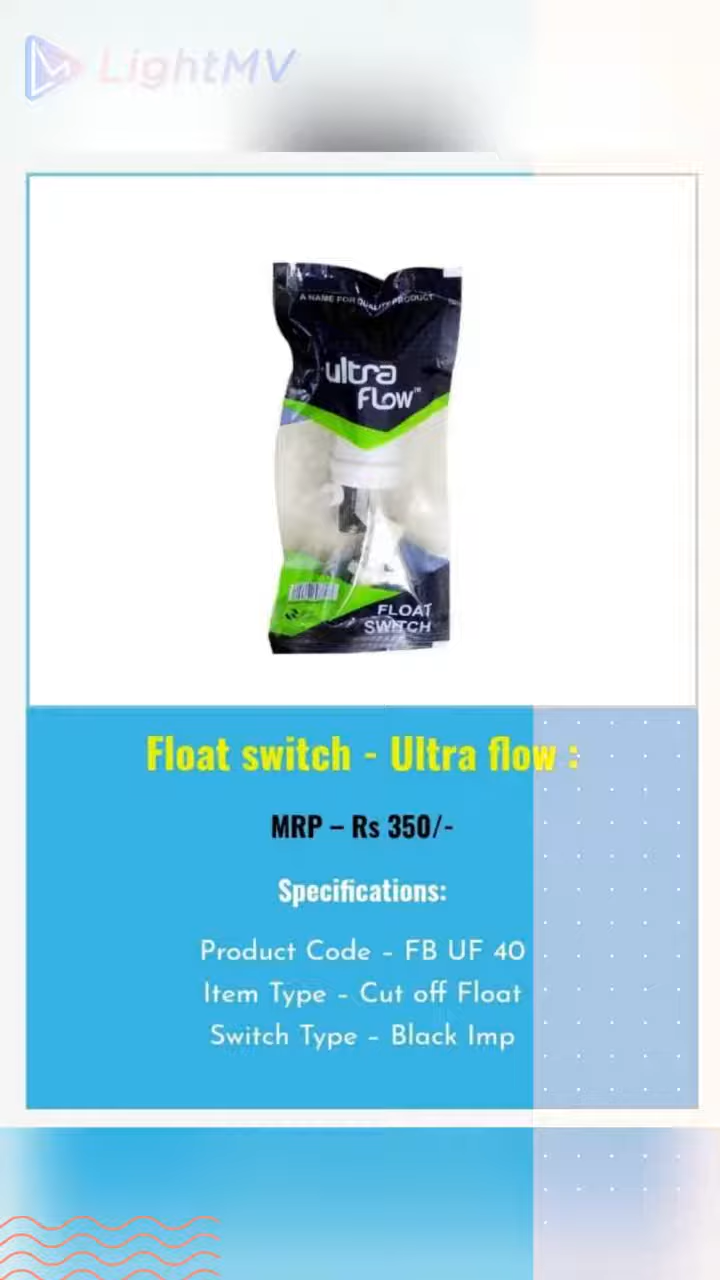 LightMV
A NAME FOR QUALITY PRODUCT
ultra
FLOW™
FLOAT
SWITCH
Float switch - Ultra flow :
MRP – Rs 350/-
Specifications:
Product Code – FB UF 40
Item Type – Cut off Float
Switch Type – Black Imp